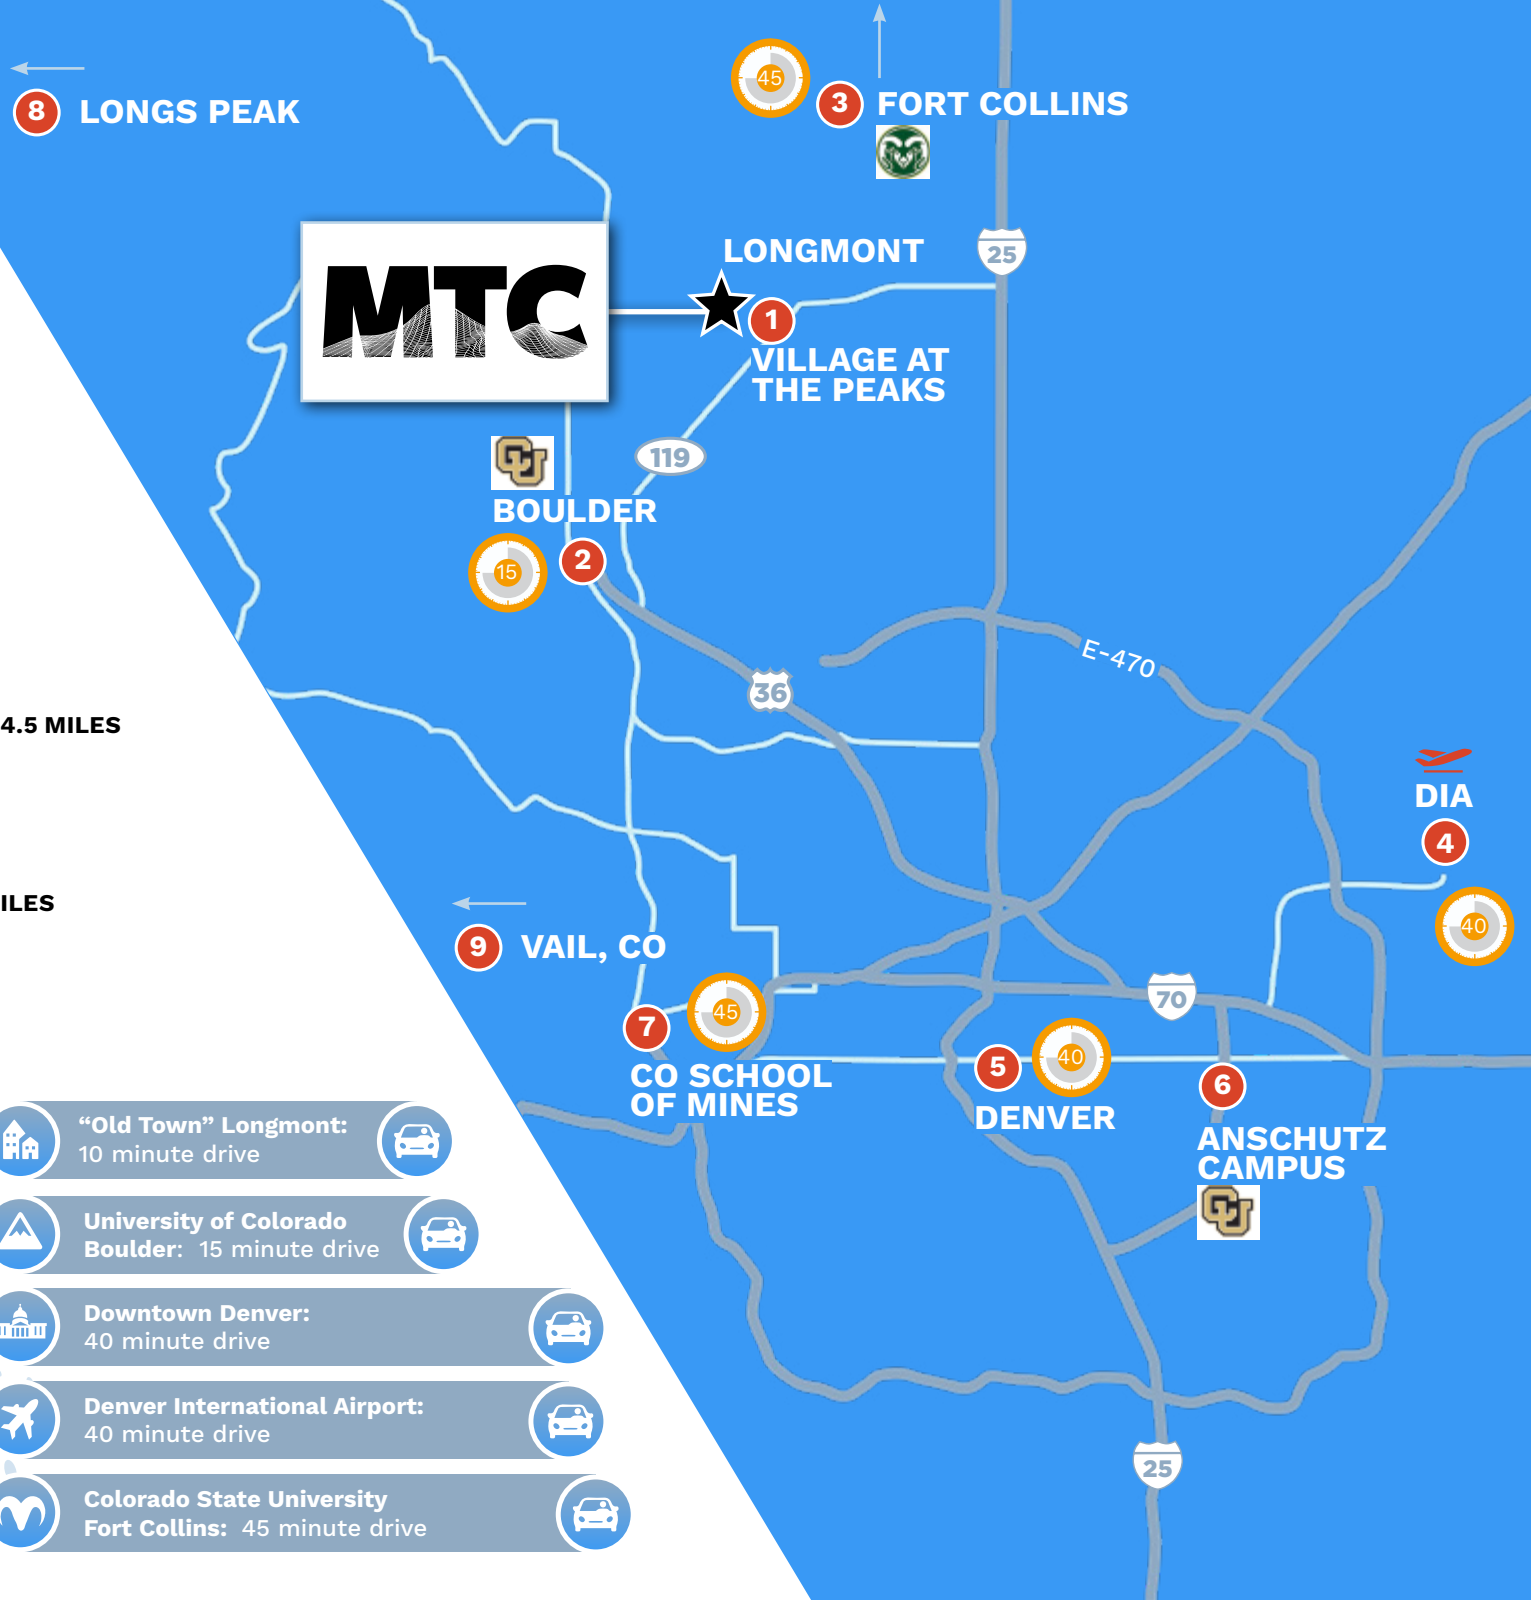 45
3 FORT COLLINS
8 LONGS PEAK
LONGMONT
25
MTC
1
VILLAGE AT
THE PEAKS
CU
119
BOULDER
2
15
E-470
36
4.5 MILES
DIA
4
ILES
40
9 VAIL, CO
70
45
7
CO SCHOOL
OF MINES
5
40
DENVER
6
ANSCHUTZ
CAMPUS
CU
25
“Old Town” Longmont:
10 minute drive
University of Colorado
Boulder: 15 minute drive
Downtown Denver:
40 minute drive
Denver International Airport:
40 minute drive
Colorado State University
Fort Collins: 45 minute drive